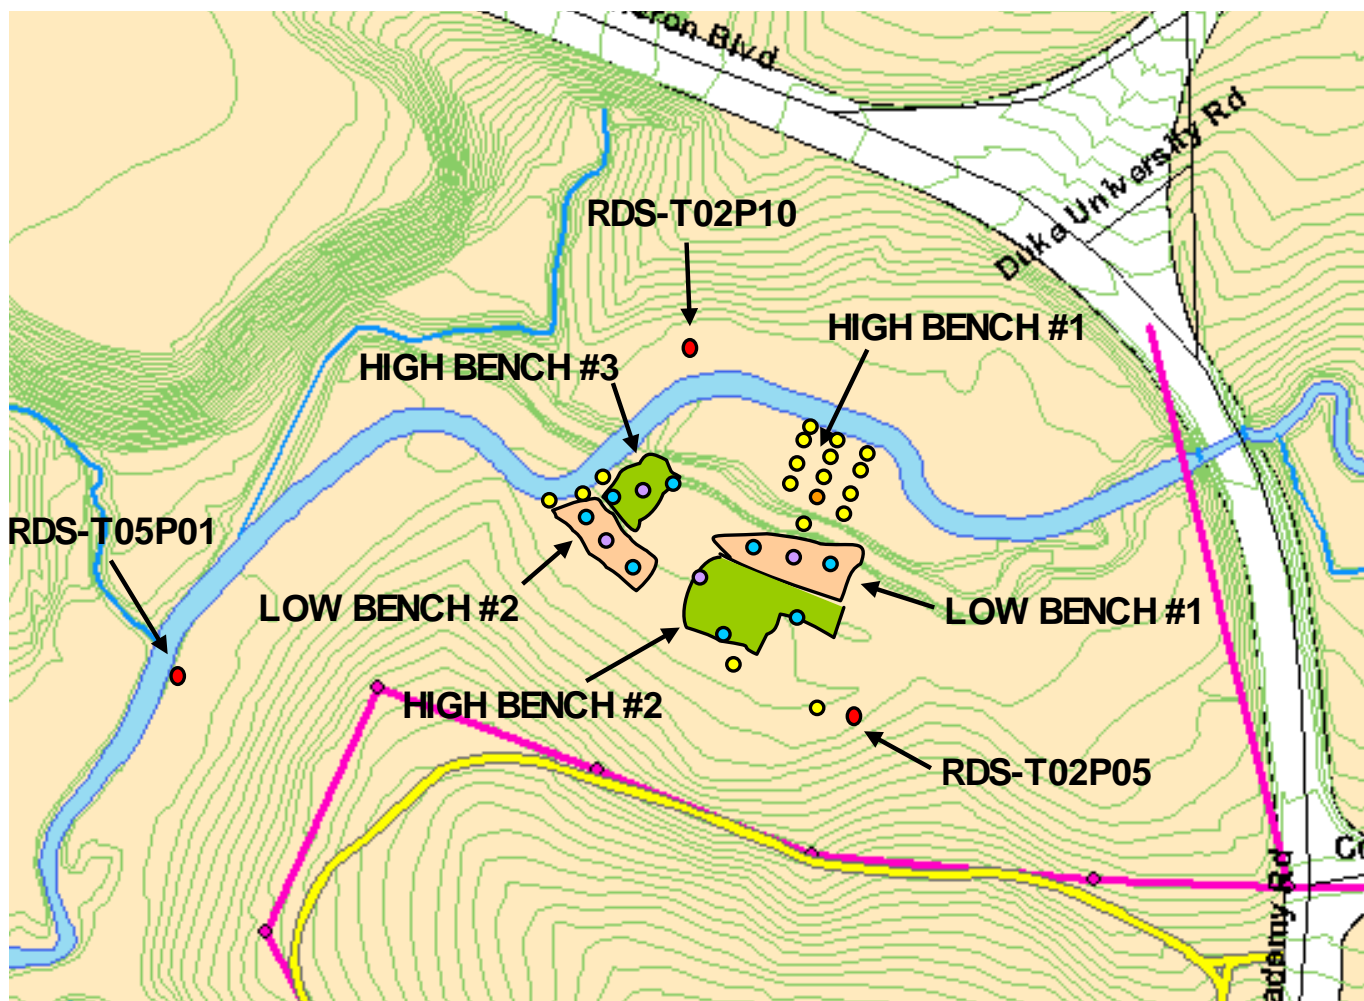 Blvd
Duke University Rd
RDS-T02P10
HIGH BENCH #1
HIGH BENCH #3
RDS-T05P01
LOW BENCH #2
LOW BENCH #1
HIGH BENCH #2
RDS-T02P05
Rd